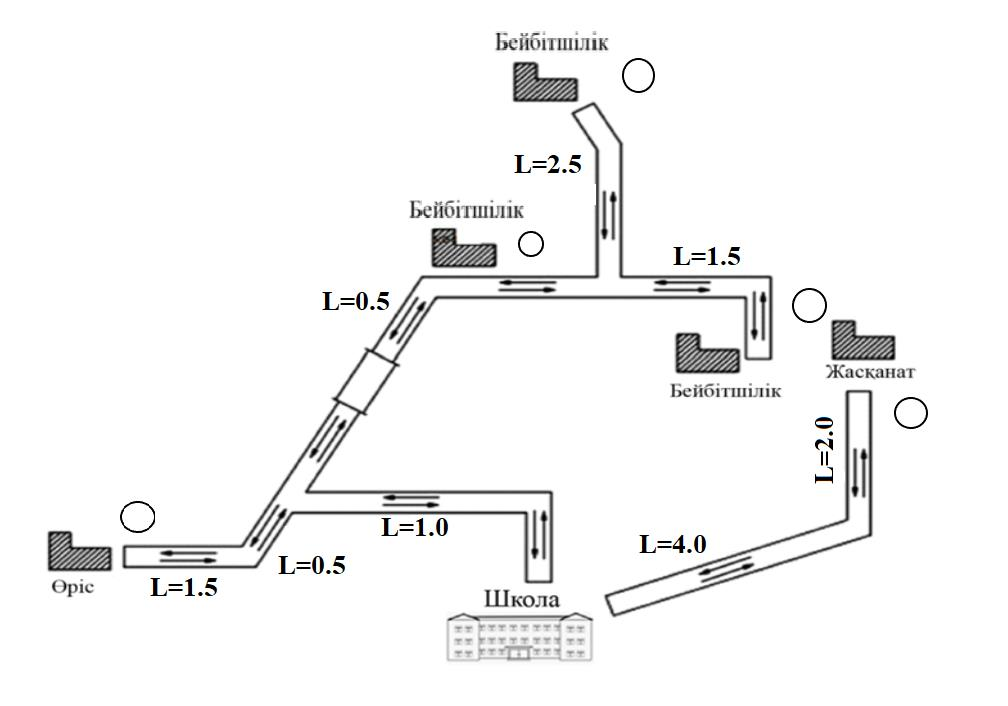 Бейбітшілік
L=2.5
Бейбітшілік
L=1.5
L=0.5
Бейбітшілік
Жасқанат
L=2.0
L=1.0
L=4.0
L=0.5
Өріс
L=1.5
Школа